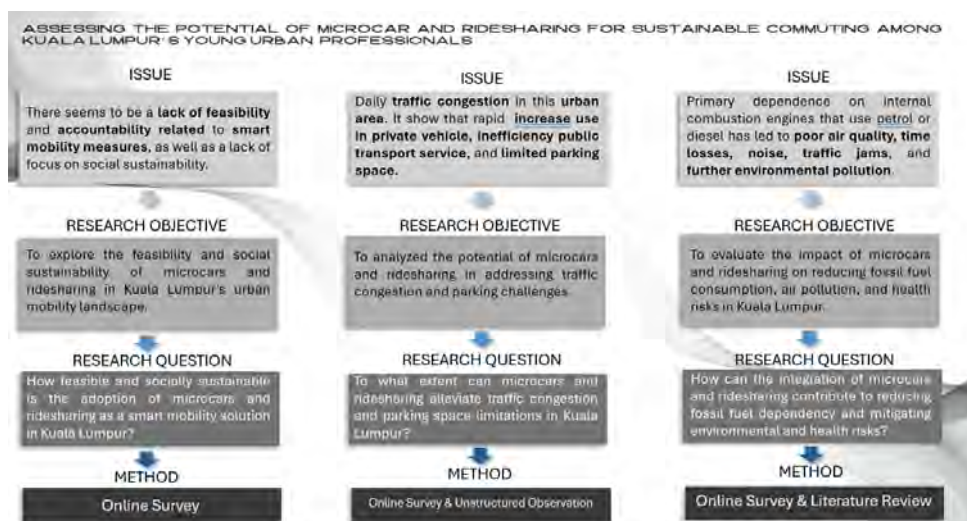 ASSESSING THE POTENTIAL OF MICROCAR AND RIDESHARING FOR SUSTAINABLE COMMUTING AMONG
KUALA LUMPUR'S YOUNG URBAN PROFESSIONALS
ISSUE
There seems to be a lack of feasibility
and accountability related to smart
mobility measures, as well as a lack of
focus on social sustainability.
RESEARCH OBJECTIVE
To explore the feasibility and social
sustainability of microcars and
ridesharing in Kuala Lumpur's urban
mobility landscape.
RESEARCH QUESTION
How feasible and socially sustainable
is the adoption of microcars and
ridesharing as a smart mobility solution
in Kuala Lumpur?
METHOD
Online Survey
ISSUE
Daily traffic congestion in this urban
area. It show that rapid increase use
in private vehicle, inefficiency public
transport service, and limited parking
space.
RESEARCH OBJECTIVE
To analyzed the potential of microcars
and ridesharing in addressing traffic
congestion and parking challenges.
RESEARCH QUESTION
To what extent can microcars and
ridesharing alleviate traffic congestion
and parking space limitations in Kuala
Lumpur?
METHOD
Online Survey & Unstructured Observation
ISSUE
Primary dependence on internal
combustion engines that use petrol or
diesel has led to poor air quality, time
losses, noise, traffic jams, and
further environmental pollution.
RESEARCH OBJECTIVE
To evaluate the impact of microcars
and ridesharing on reducing fossil fuel
consumption, air pollution, and health
risks in Kuala Lumpur.
RESEARCH QUESTION
How can the integration of microcars
and ridesharing contribute to reducing
fossil fuel dependency and mitigating
environmental and health risks?
METHOD
Online Survey & Literature Review